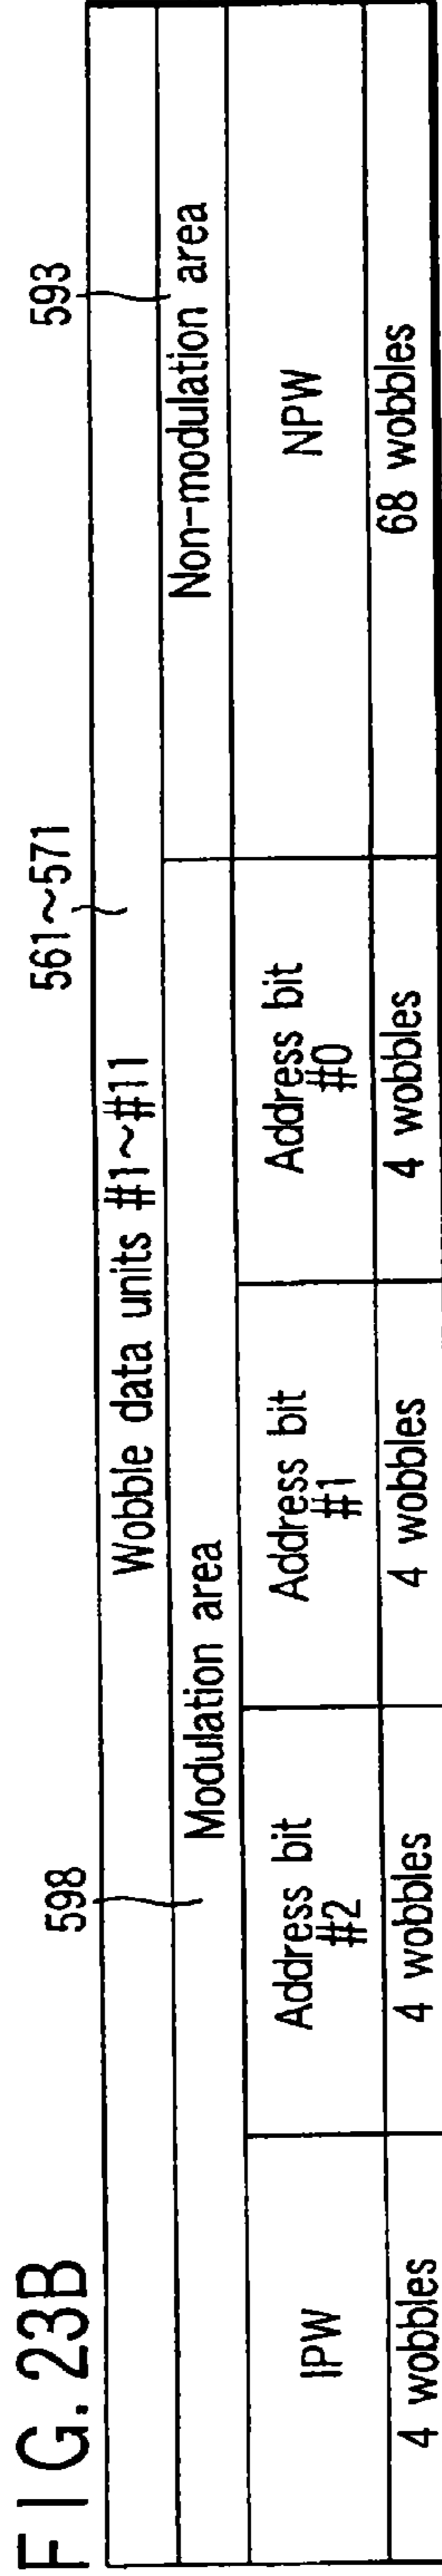 FIG. 23B
598
561~571
593
Wobble data units #1~#11
Modulation area
Non-modulation area
IPW
Address bit
#2
Address bit
#1
Address bit
#0
NPW
4 wobbles
4 wobbles
4 wobbles
4 wobbles
68 wobbles